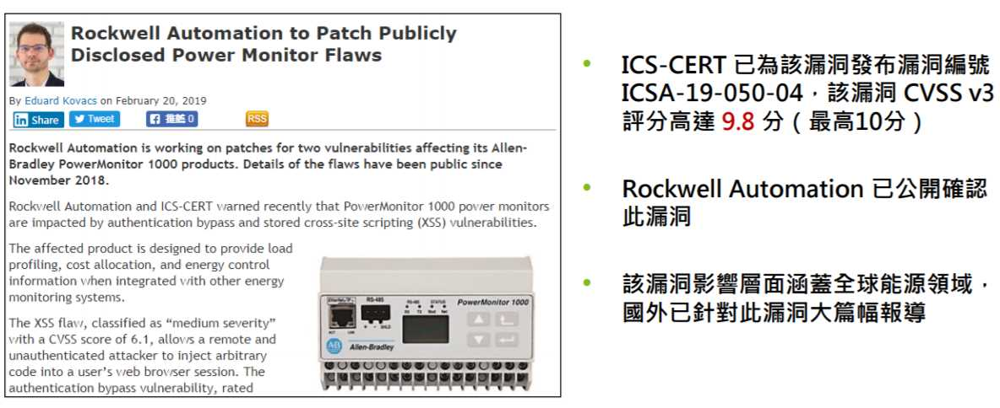 Rockwell Automation to Patch Publicly
Disclosed Power Monitor Flaws
By Eduard Kovacs on February 20, 2019
in Share
Tweet
推薦 0
RSS
Rockwell Automation is working on patches for two vulnerabilities affecting its Allen-
Bradley PowerMonitor 1000 products. Details of the flaws have been public since
November 2018.
Rockwell Automation and ICS-CERT warned recently that PowerMonitor 1000 power monitors
are impacted by authentication bypass and stored cross-site scripting (XSS) vulnerabilities.
The affected product is designed to provide load
profiling, cost allocation, and energy control
information when integrated with other energy
monitoring systems.
The XSS flaw, classified as “medium severity”
with a CVSS score of 6.1, allows a remote and
unauthenticated attacker to inject arbitrary
code into a user’s web browser session. The
authentication bypass vulnerability, rated
RS-485
RS-485
STATUS
PowerMonitor 1000
AB
Allen-Bradley
• ICS-CERT 已為該漏洞發布漏洞編號
ICSA-19-050-04，該漏洞 CVSS v3
評分高達 9.8 分（最高10分）
• Rockwell Automation 已公開確認
此漏洞
• 該漏洞影響層面涵蓋全球能源領域，
國外已針對此漏洞大篇幅報導